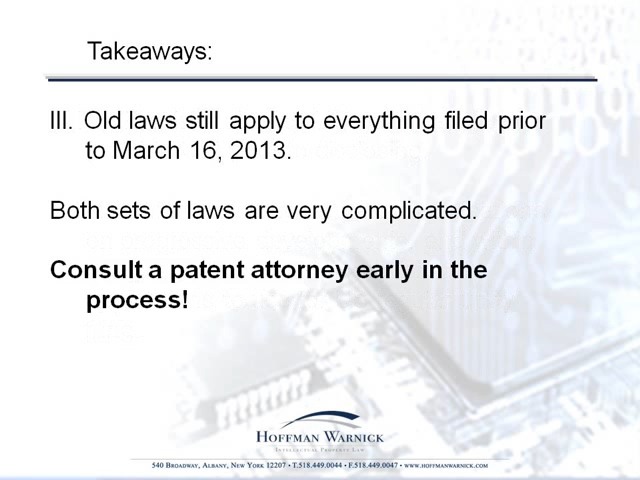 Takeaways:
III. Old laws still apply to everything filed prior
to March 16, 2013.
Both sets of laws are very complicated.
Consult a patent attorney early in the
process!
HOFFMAN WARNICK
INTELLECTUAL PROPERTY LAW
540 BROADWAY, ALBANY, NEW YORK 12207 • T.518.449.0044 • F.518.449.0047 • WWW.HOFFMANWARNICK.COM